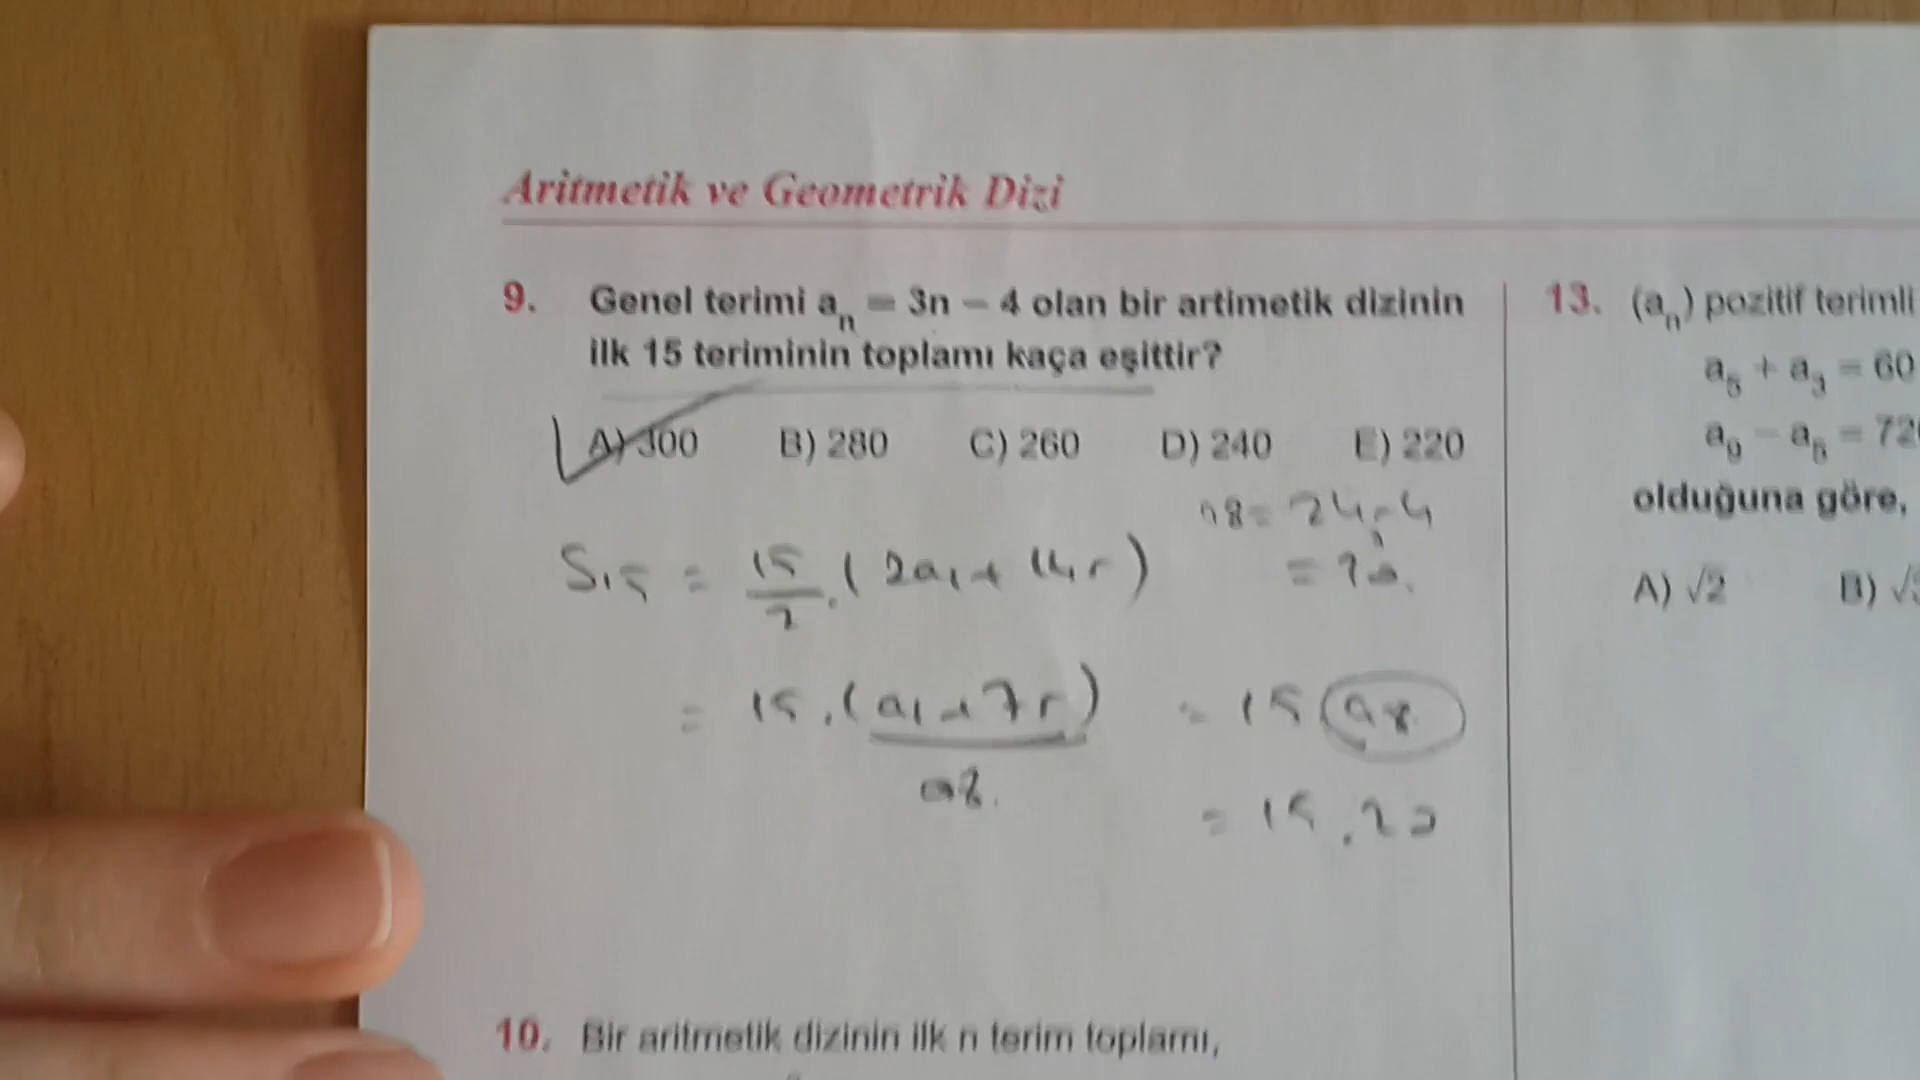 Aritmetik ve Geometrik Dizi
9. Genel terimi aₙ = 3n – 4 olan bir artimetik dizinin
ilk 15 teriminin toplamı kaça eşittir?
A) 300 B) 280 C) 260 D) 240 E) 220
a8 = 24 - 4
= 20.
S15 = 15/2 . (2a1 + 14r)
= 15 . (a1 + 7r) = 15 a8
a8.
= 15 . 20
10. Bir aritmetik dizinin ilk n terim toplamı,
13. (aₙ) pozitif terimli
a₅ + a₃ = 60
= 72
olduğuna göre,
A) √2 B) √